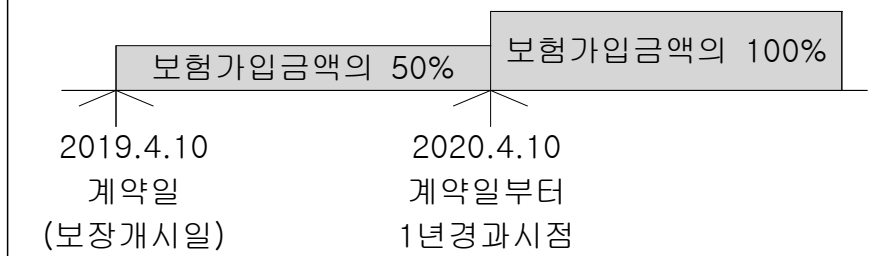 보험가입금액의 50%
보험가입금액의 100%
2019.4.10
계약일
(보장개시일)
2020.4.10
계약일부터
1년경과시점